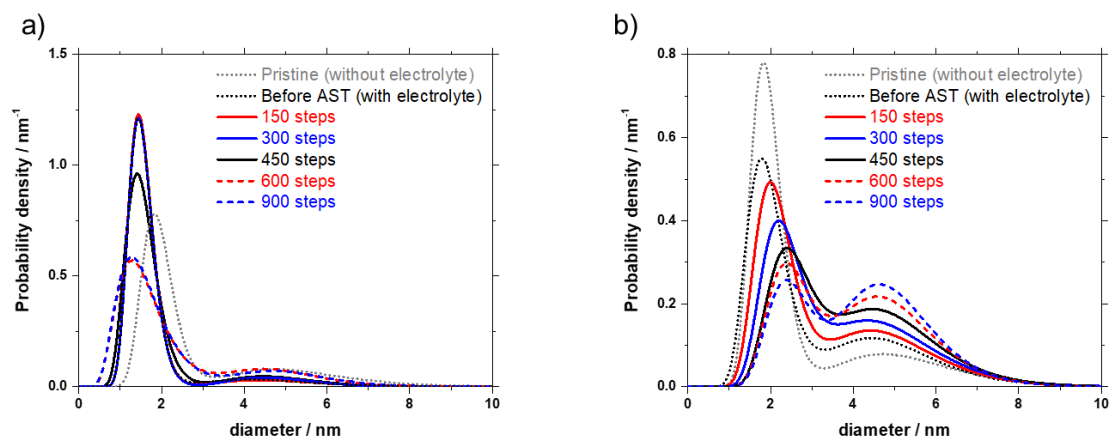 a)
1.5
1.0
0.5
0.0
Probability density / nm-1
Pristine (without electrolyte)
Before AST (with electrolyte)
150 steps
300 steps
450 steps
600 steps
900 steps
0 2 4 6 8 10
diameter / nm
b)
0.8
0.6
0.4
0.2
0.0
Probability density / nm-1
Pristine (without electrolyte)
Before AST (with electrolyte)
150 steps
300 steps
450 steps
600 steps
900 steps
0 2 4 6 8 10
diameter / nm